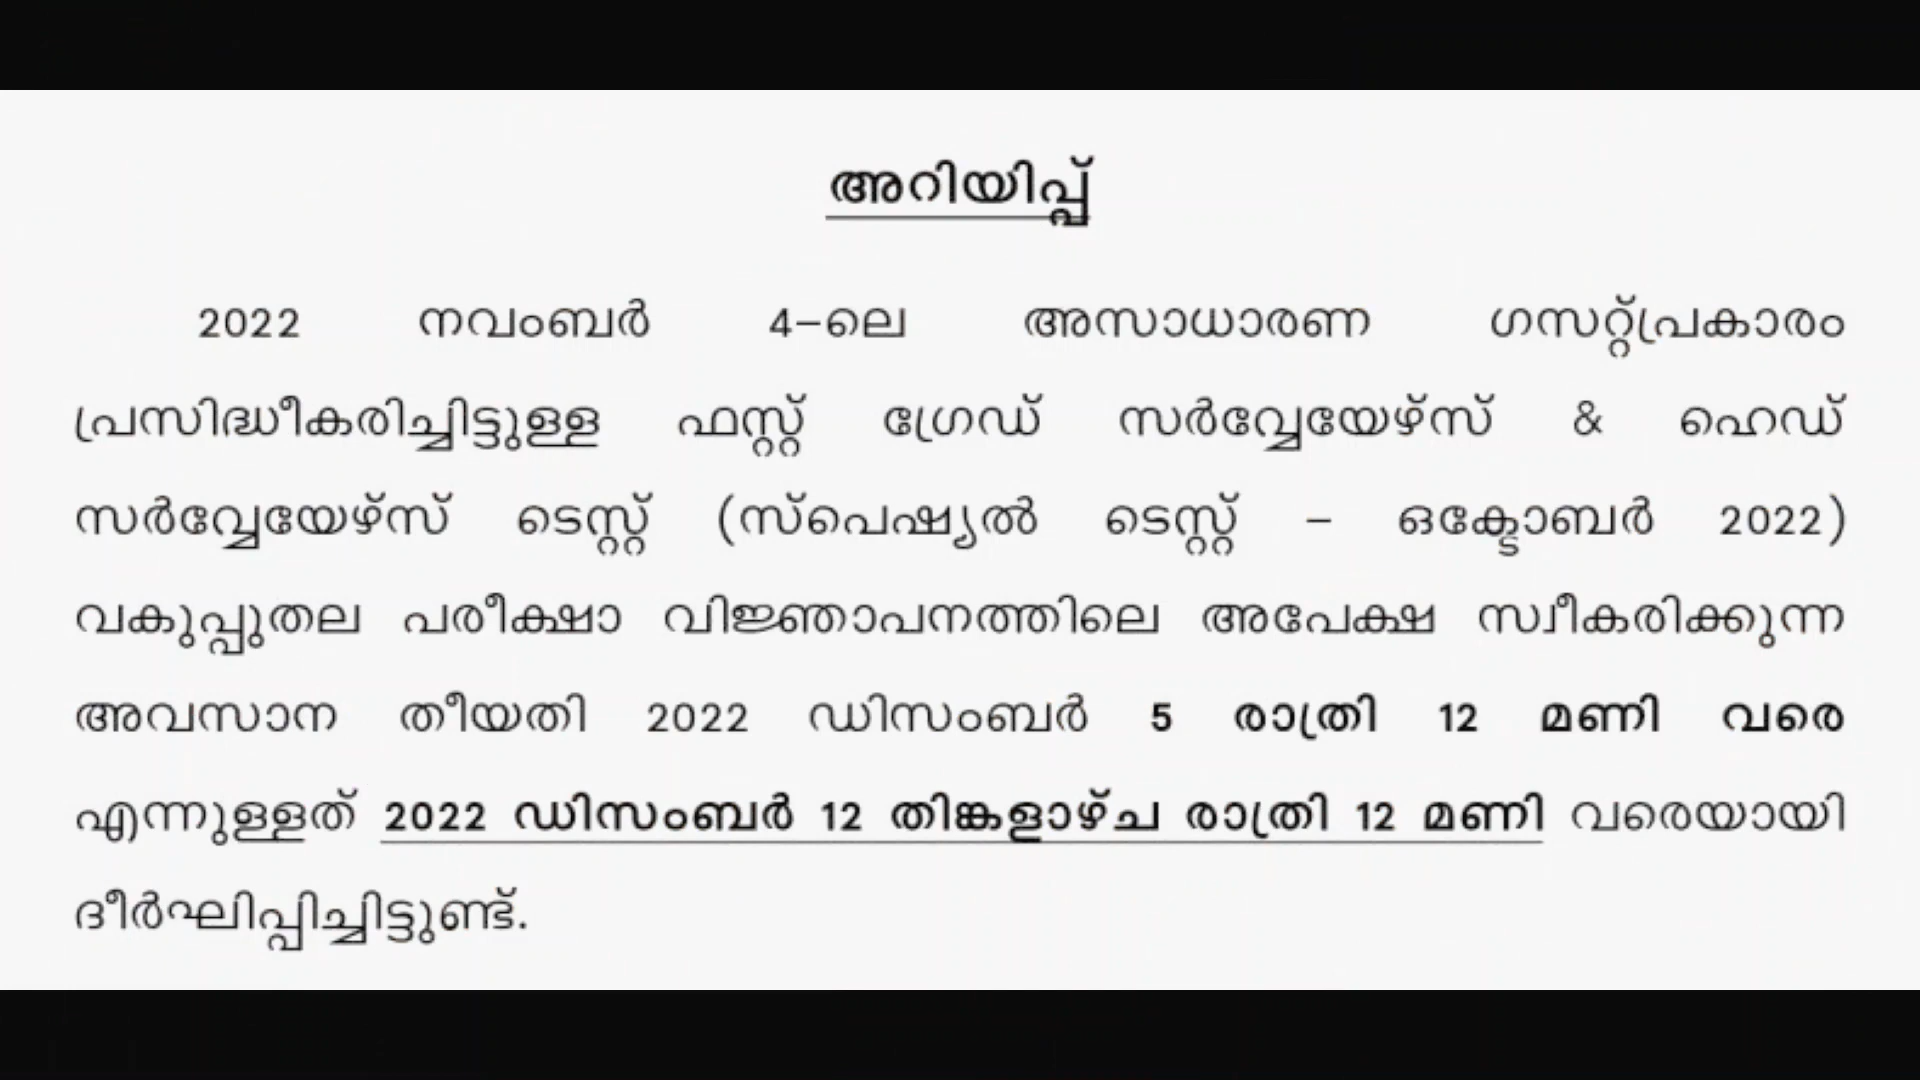 അറിയിപ്പ്
2022 നവംബർ 4–ലെ അസാധാരണ ഗസറ്റ്പ്രകാരം
പ്രസിദ്ധീകരിച്ചിട്ടുള്ള ഫസ്റ്റ് ഗ്രേഡ് സർവ്വേയേഴ്സ് & ഹെഡ്
സർവ്വേയേഴ്സ് ടെസ്റ്റ് (സ്പെഷ്യൽ ടെസ്റ്റ് – ഒക്ടോബർ 2022)
വകുപ്പുതല പരീക്ഷാ വിജ്ഞാപനത്തിലെ അപേക്ഷ സ്വീകരിക്കുന്ന
അവസാന തീയതി 2022 ഡിസംബർ 5 രാത്രി 12 മണി വരെ
എന്നുള്ളത് 2022 ഡിസംബർ 12 തിങ്കളാഴ്ച രാത്രി 12 മണി വരെയായി
ദീർഘിപ്പിച്ചിട്ടുണ്ട്.